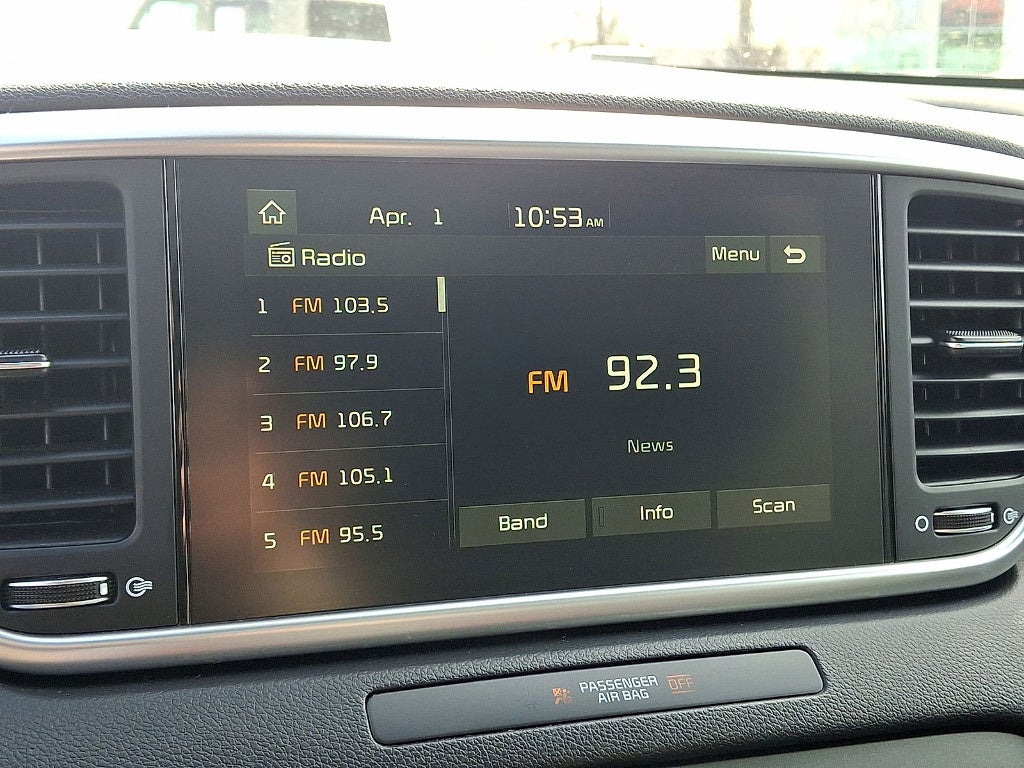 Apr. 1 10:53 AM
Radio Menu
1 FM 103.5
2 FM 97.9
3 FM 106.7
4 FM 105.1
5 FM 95.5
FM 92.3
News
Band Info Scan
PASSENGER
AIR BAG OFF